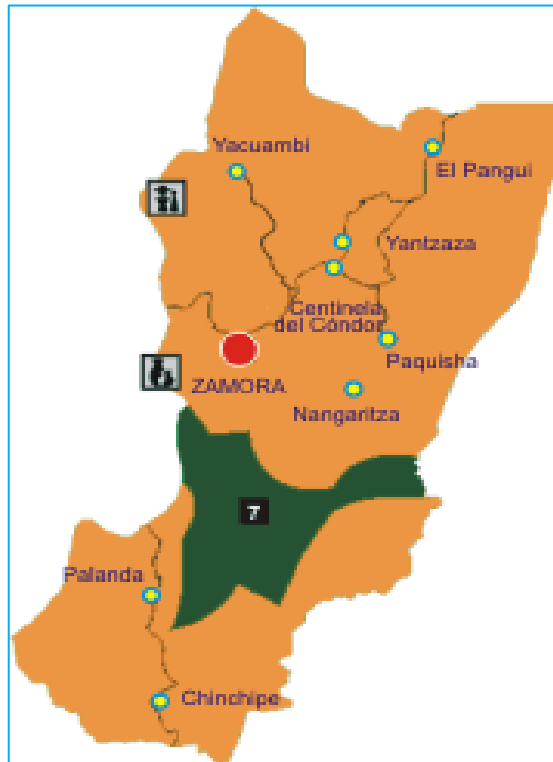 Yacuambi
El Pangui
Yantzaza
Centinela
del Cóndor
Paquisha
ZAMORA
Nangaritza
7
Palanda
Chinchipe